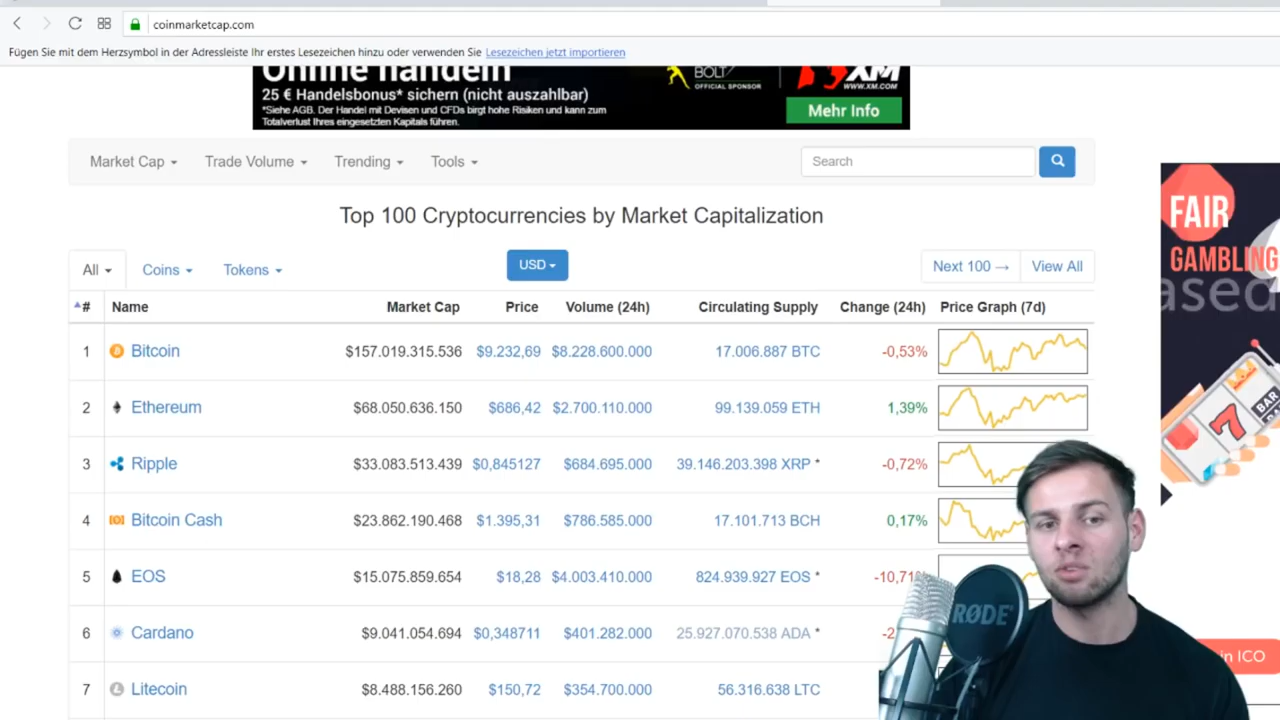 coinmarketcap.com
Fügen Sie mit dem Herzsymbol in der Adressleiste Ihr erstes Lesezeichen hinzu oder verwenden Sie Lesezeichen jetzt importieren
Online handeln
25 € Handelsbonus* sichern (nicht auszahlbar)
*Siehe AGB. Der Handel mit Devisen und CFDs birgt hohe Risiken und kann zum
Totalverlust Ihres eingesetzten Kapitals führen.
BOLT
OFFICIAL SPONSOR
XM
WWW.XM.COM
Mehr Info
Market Cap Trade Volume Trending Tools Search
Top 100 Cryptocurrencies by Market Capitalization
All Coins Tokens USD Next 100 → View All
# Name Market Cap Price Volume (24h) Circulating Supply Change (24h) Price Graph (7d)
1 Bitcoin $157.019.315.536 $9.232,69 $8.228.600.000 17.006.887 BTC -0,53%
2 Ethereum $68.050.636.150 $686,42 $2.700.110.000 99.139.059 ETH 1,39%
3 Ripple $33.083.513.439 $0,845127 $684.695.000 39.146.203.398 XRP * -0,72%
4 Bitcoin Cash $23.862.190.468 $1.395,31 $786.585.000 17.101.713 BCH 0,17%
5 EOS $15.075.859.654 $18,28 $4.003.410.000 824.939.927 EOS * -10,71%
6 Cardano $9.041.054.694 $0,348711 $401.282.000 25.927.070.538 ADA * -2
7 Litecoin $8.488.156.260 $150,72 $354.700.000 56.316.638 LTC
FAIR
GAMBLING
ased
7
BAR
BAR
in ICO
RØDE